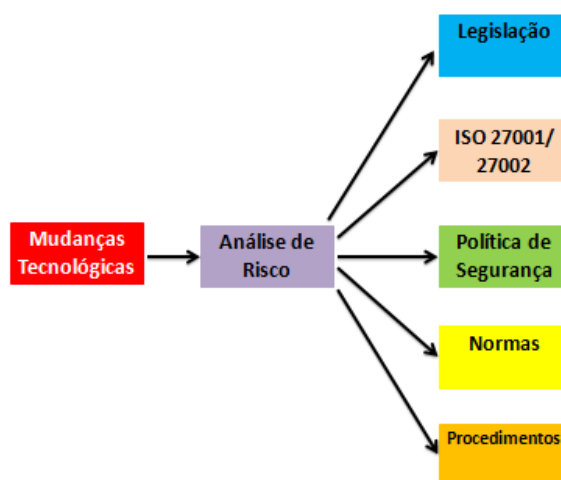 Legislação
ISO 27001/
27002
Mudanças
Tecnológicas
Análise de
Risco
Política de
Segurança
Normas
Procedimentos